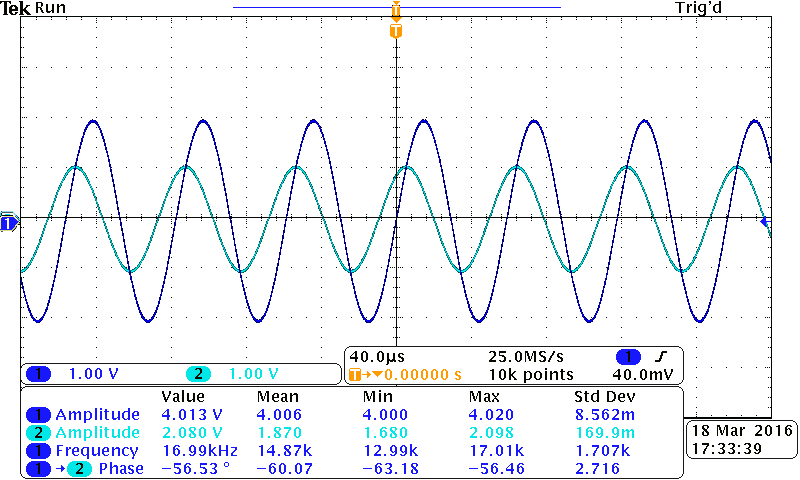 Tek Run Trig'd
T
T
1
1 1.00 V 2 1.00 V
40.0µs 25.0MS/s 1
T→▼0.00000 s 10k points 40.0mV
Value Mean Min Max Std Dev
1 Amplitude 4.013 V 4.006 4.000 4.020 8.562m
2 Amplitude 2.080 V 1.870 1.680 2.098 169.9m
1 Frequency 16.99kHz 14.87k 12.99k 17.01k 1.707k
1 → 2 Phase −56.53 ° −60.07 −63.18 −56.46 2.716
18 Mar 2016
17:33:39